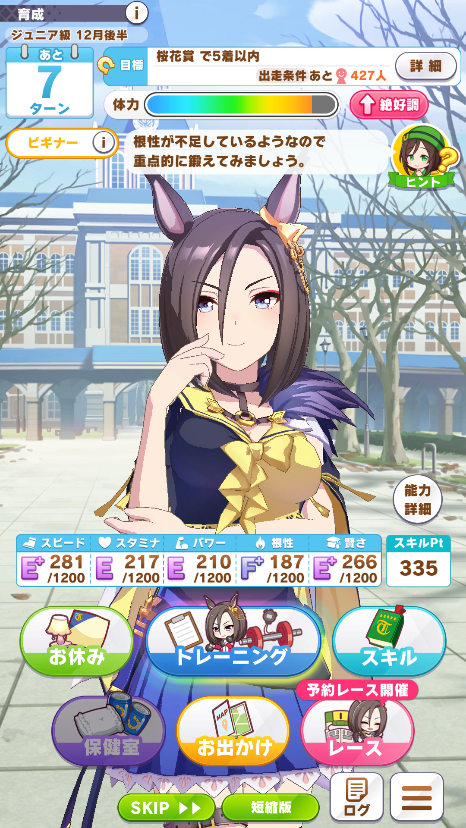 育成
ジュニア級 12月後半
あと
7
ターン
目標
桜花賞 で5着以内
出走条件 あと 427人
詳細
体力
絶好調
ビギナー
根性が不足しているようなので
重点的に鍛えてみましょう。
ヒント
能力
詳細
スピード スタミナ パワー 根性 賢さ スキルPt
E+ 281 /1200
E 217 /1200
E 210 /1200
F+ 187 /1200
E+ 266 /1200
335
お休み
トレーニング
スキル
予約レース開催
保健室
お出かけ
レース
SKIP
短縮版
ログ